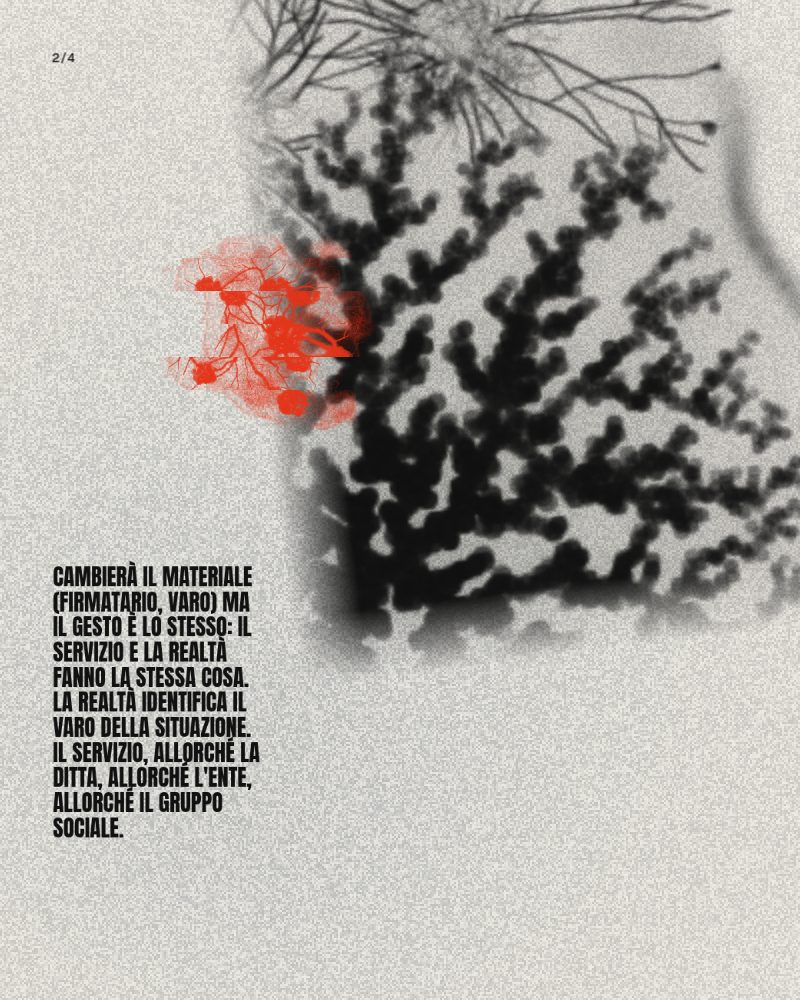 2/4
CAMBIERÀ IL MATERIALE
(FIRMATARIO, VARO) MA
IL GESTO È LO STESSO: IL
SERVIZIO E LA REALTÀ
FANNO LA STESSA COSA.
LA REALTÀ IDENTIFICA IL
VARO DELLA SITUAZIONE.
IL SERVIZIO, ALLORCHÉ LA
DITTA, ALLORCHÉ L'ENTE,
ALLORCHÉ IL GRUPPO
SOCIALE.